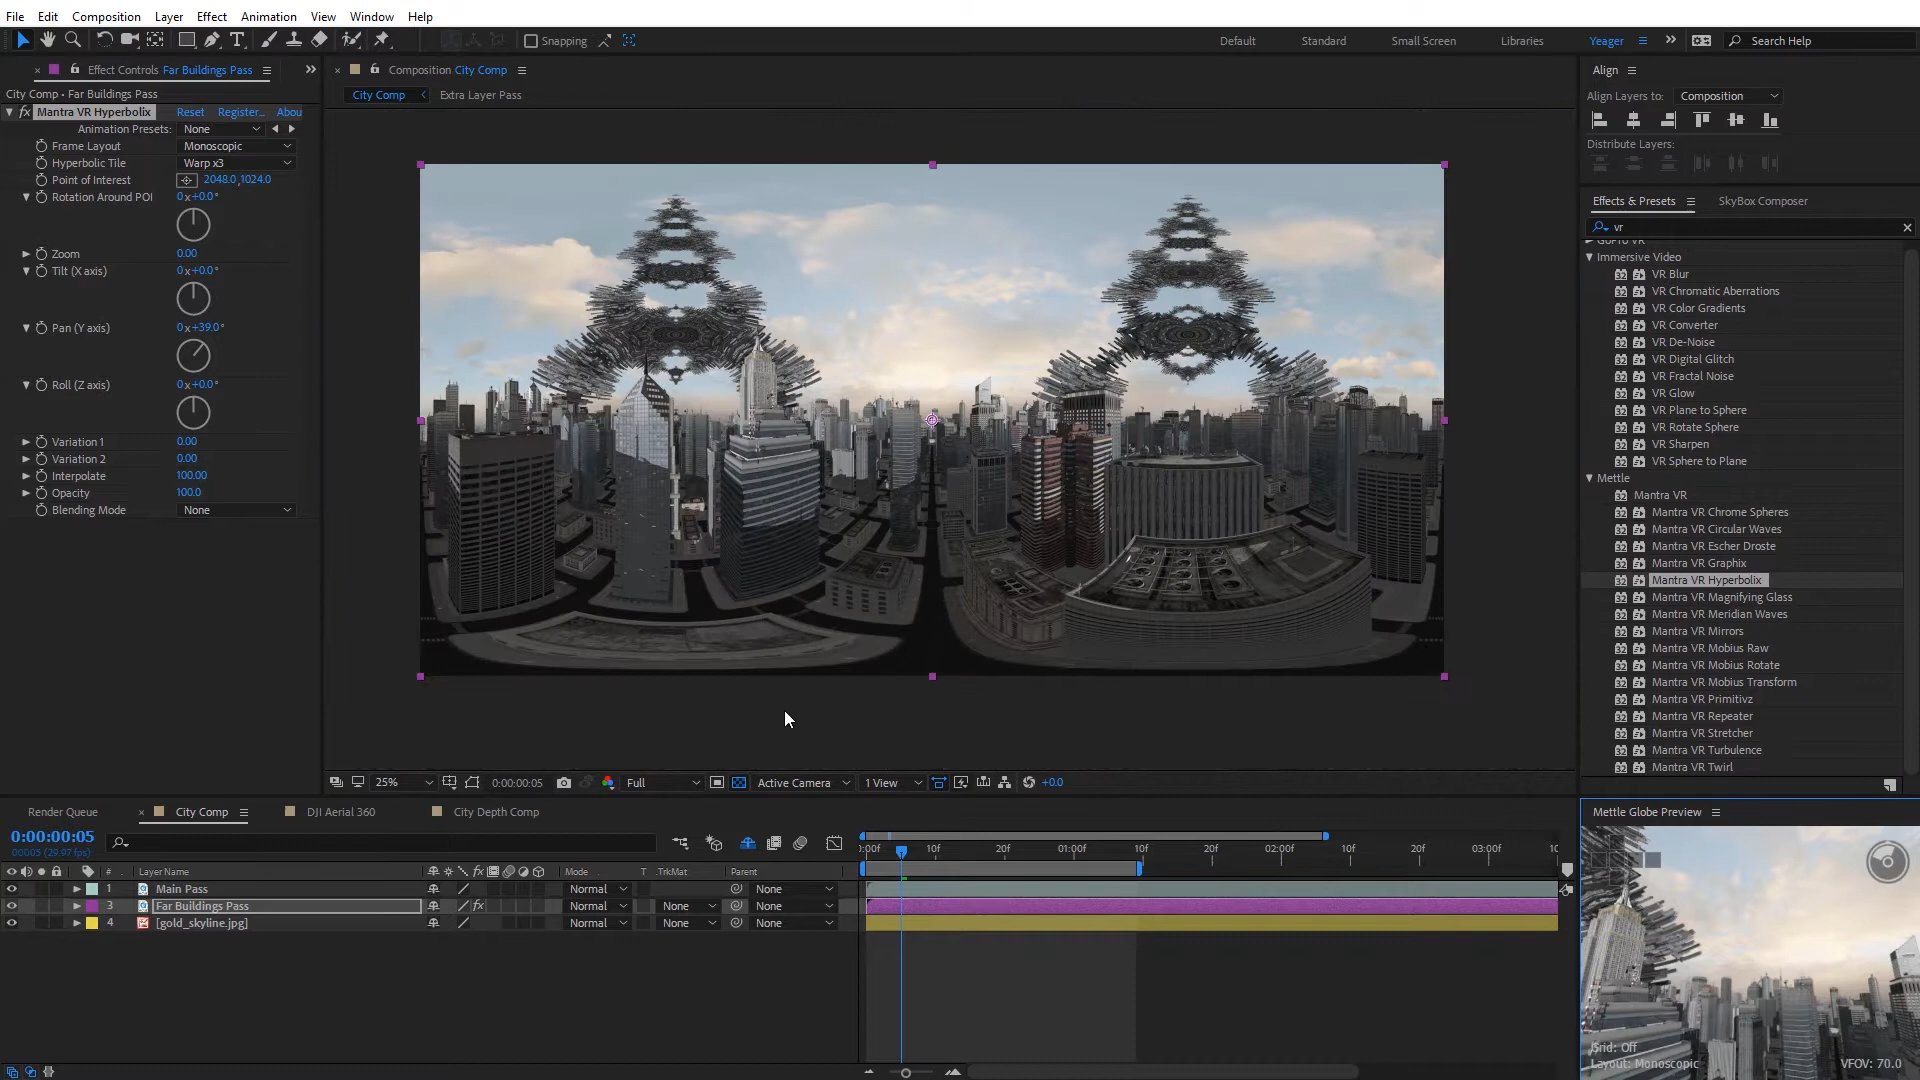 File Edit Composition Layer Effect Animation View Window Help
Snapping
Default Standard Small Screen Libraries Yeager Search Help
Effect Controls Far Buildings Pass
City Comp • Far Buildings Pass
Mantra VR Hyperbolix Reset Register... Abou
Animation Presets: None
Frame Layout Monoscopic
Hyperbolic Tile Warp x3
Point of Interest 2048.0,1024.0
Rotation Around POI 0x+0.0°
Zoom 0.00
Tilt (X axis) 0x+0.0°
Pan (Y axis) 0x+39.0°
Roll (Z axis) 0x+0.0°
Variation 1 0.00
Variation 2 0.00
Interpolate 100.00
Opacity 100.0
Blending Mode None
Composition City Comp
City Comp Extra Layer Pass
25% 0:00:00:05 Full Active Camera 1 View +0.0
Align
Align Layers to: Composition
Distribute Layers:
Effects & Presets SkyBox Composer
vr
GoPro VR
Immersive Video
VR Blur
VR Chromatic Aberrations
VR Color Gradients
VR Converter
VR De-Noise
VR Digital Glitch
VR Fractal Noise
VR Glow
VR Plane to Sphere
VR Rotate Sphere
VR Sharpen
VR Sphere to Plane
Mettle
Mantra VR
Mantra VR Chrome Spheres
Mantra VR Circular Waves
Mantra VR Escher Droste
Mantra VR Graphix
Mantra VR Hyperbolix
Mantra VR Magnifying Glass
Mantra VR Meridian Waves
Mantra VR Mirrors
Mantra VR Mobius Raw
Mantra VR Mobius Rotate
Mantra VR Mobius Transform
Mantra VR Primitivz
Mantra VR Repeater
Mantra VR Stretcher
Mantra VR Turbulence
Mantra VR Twirl
Render Queue City Comp DJI Aerial 360 City Depth Comp
0:00:00:05
00005 (29.97 fps)
# Layer Name Mode T .TrkMat Parent
:00f 10f 20f 01:00f 10f 20f 02:00f 10f 20f 03:00f 10
1 Main Pass Normal None
3 Far Buildings Pass fx Normal None None
4 [gold_skyline.jpg] Normal None None
Mettle Globe Preview
Grid: Off
Layout: Monoscopic VFOV: 70.0